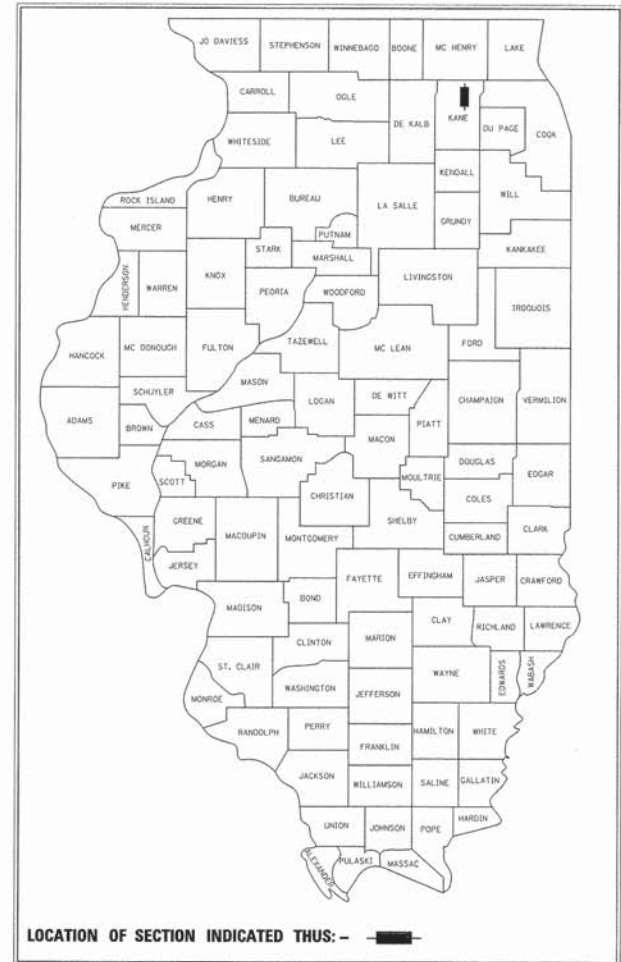 JO DAVIESS
STEPHENSON
WINNEBAGO
BOONE
MC HENRY
LAKE
CARROLL
OGLE
DE KALB
KANE
DU PAGE
COOK
WHITESIDE
LEE
KENDALL
WILL
ROCK ISLAND
HENRY
BUREAU
LA SALLE
GRUNDY
MERCER
PUTNAM
STARK
MARSHALL
KANKAKEE
HENDERSON
WARREN
KNOX
PEORIA
WOODFORD
LIVINGSTON
IROQUOIS
HANCOCK
MC DONOUGH
FULTON
TAZEWELL
MC LEAN
FORD
SCHUYLER
MASON
LOGAN
DE WITT
CHAMPAIGN
VERMILION
ADAMS
BROWN
CASS
MENARD
MACON
PIATT
MORGAN
SANGAMON
MOULTRIE
DOUGLAS
EDGAR
PIKE
SCOTT
CHRISTIAN
COLES
CALHOUN
GREENE
MACOUPIN
MONTGOMERY
SHELBY
CUMBERLAND
CLARK
JERSEY
FAYETTE
EFFINGHAM
JASPER
CRAWFORD
MADISON
BOND
CLAY
RICHLAND
LAWRENCE
CLINTON
MARION
ST. CLAIR
WAYNE
EDWARDS
WABASH
WASHINGTON
JEFFERSON
MONROE
RANDOLPH
PERRY
HAMILTON
WHITE
FRANKLIN
JACKSON
WILLIAMSON
SALINE
GALLATIN
UNION
JOHNSON
POPE
HARDIN
ALEXANDER
PULASKI
MASSAC
LOCATION OF SECTION INDICATED THUS: -